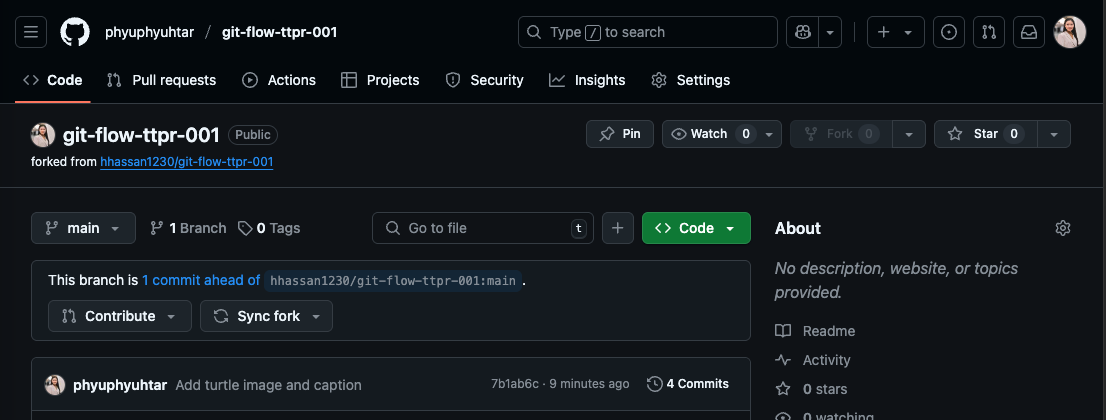 phyuphyuhtar / git-flow-ttpr-001
Type / to search
Code Pull requests Actions Projects Security Insights Settings
git-flow-ttpr-001 Public
Pin Watch 0 Fork 0 Star 0
forked from hhassan1230/git-flow-ttpr-001
main 1 Branch 0 Tags Go to file t Code
About
This branch is 1 commit ahead of hhassan1230/git-flow-ttpr-001:main .
No description, website, or topics
provided.
Contribute Sync fork
Readme
Activity
phyuphyuhtar Add turtle image and caption 7b1ab6c · 9 minutes ago 4 Commits
0 stars
0 watching